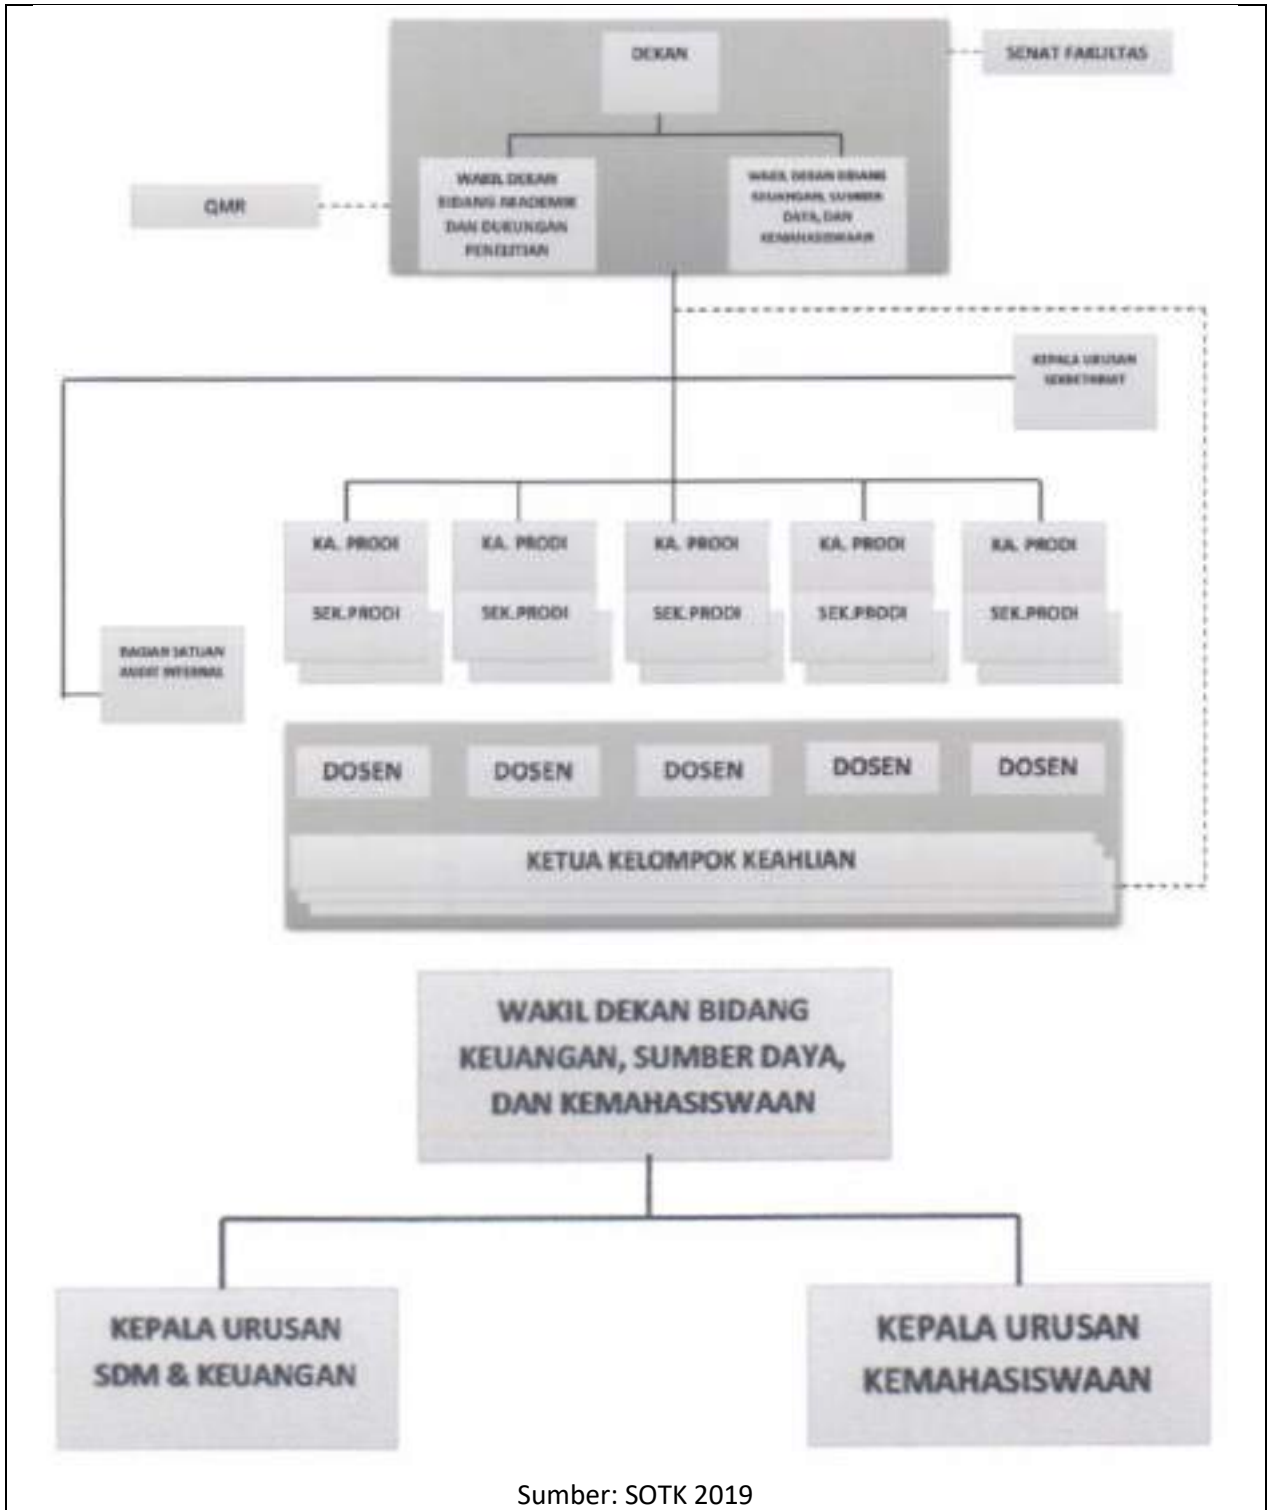 DEKAN
SENAT FAKULTAS
WAKIL DEKAN
BIDANG AKADEMIK
DAN DUKUNGAN
PENELITIAN
WAKIL DEKAN BIDANG
KEUANGAN, SUMBER
DAYA, DAN
KEMAHASISWAAN
QMR
KEPALA URUSAN
SEKRETARIAT
KA. PRODI
KA. PRODI
KA. PRODI
KA. PRODI
KA. PRODI
SEK.PRODI
SEK.PRODI
SEK.PRODI
SEK.PRODI
SEK.PRODI
BAGIAN SATUAN
AUDIT INTERNAL
DOSEN
DOSEN
DOSEN
DOSEN
DOSEN
KETUA KELOMPOK KEAHLIAN
WAKIL DEKAN BIDANG
KEUANGAN, SUMBER DAYA,
DAN KEMAHASISWAAN
KEPALA URUSAN
SDM & KEUANGAN
KEPALA URUSAN
KEMAHASISWAAN
Sumber: SOTK 2019